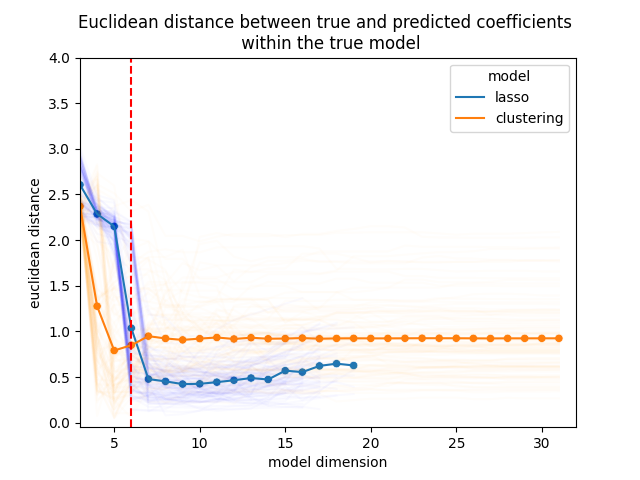 Euclidean distance between true and predicted coefficients
within the true model
model
lasso
clustering
euclidean distance
4.0
3.5
3.0
2.5
2.0
1.5
1.0
0.5
0.0
5
10
15
20
25
30
model dimension